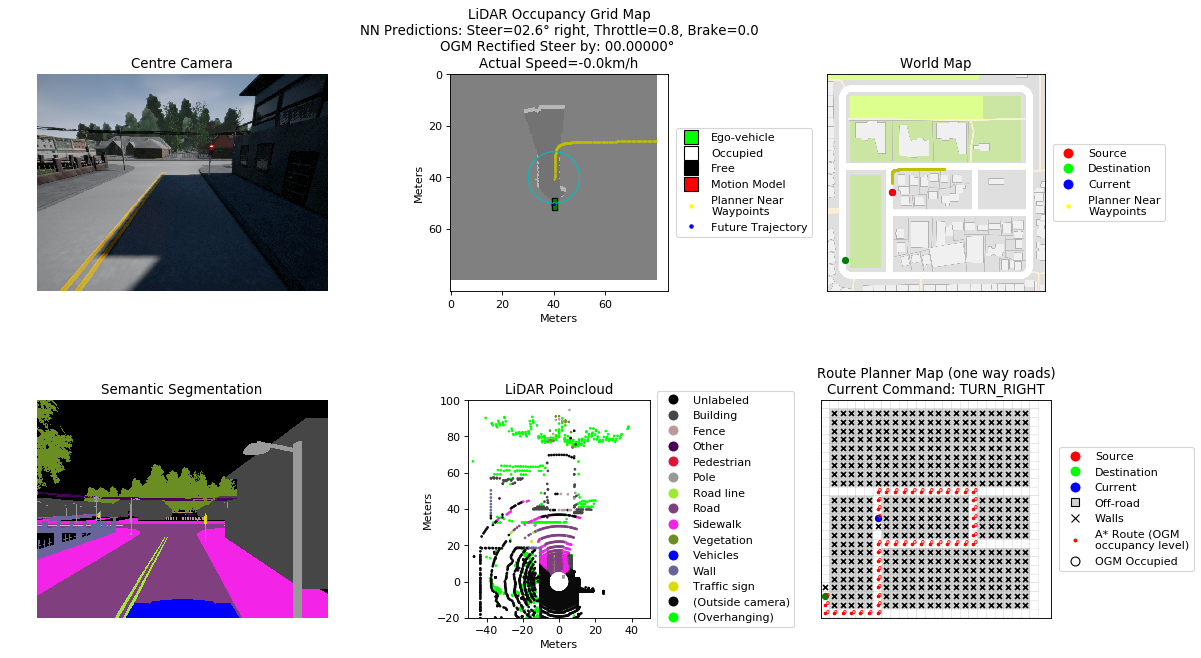 LiDAR Occupancy Grid Map
NN Predictions: Steer=02.6° right, Throttle=0.8, Brake=0.0
OGM Rectified Steer by: 00.00000°
Actual Speed=-0.0km/h
Centre Camera
World Map
0
20
40
60
Meters
0
20
40
60
Meters
Ego-vehicle
Occupied
Free
Motion Model
Planner Near
Waypoints
Future Trajectory
Source
Destination
Current
Planner Near
Waypoints
Semantic Segmentation
LiDAR Poincloud
Route Planner Map (one way roads)
Current Command: TURN_RIGHT
100
80
60
40
20
0
−20
Meters
−40
−20
0
20
40
Meters
Unlabeled
Building
Fence
Other
Pedestrian
Pole
Road line
Road
Sidewalk
Vegetation
Vehicles
Wall
Traffic sign
(Outside camera)
(Overhanging)
Source
Destination
Current
Off-road
Walls
A* Route (OGM
occupancy level)
OGM Occupied